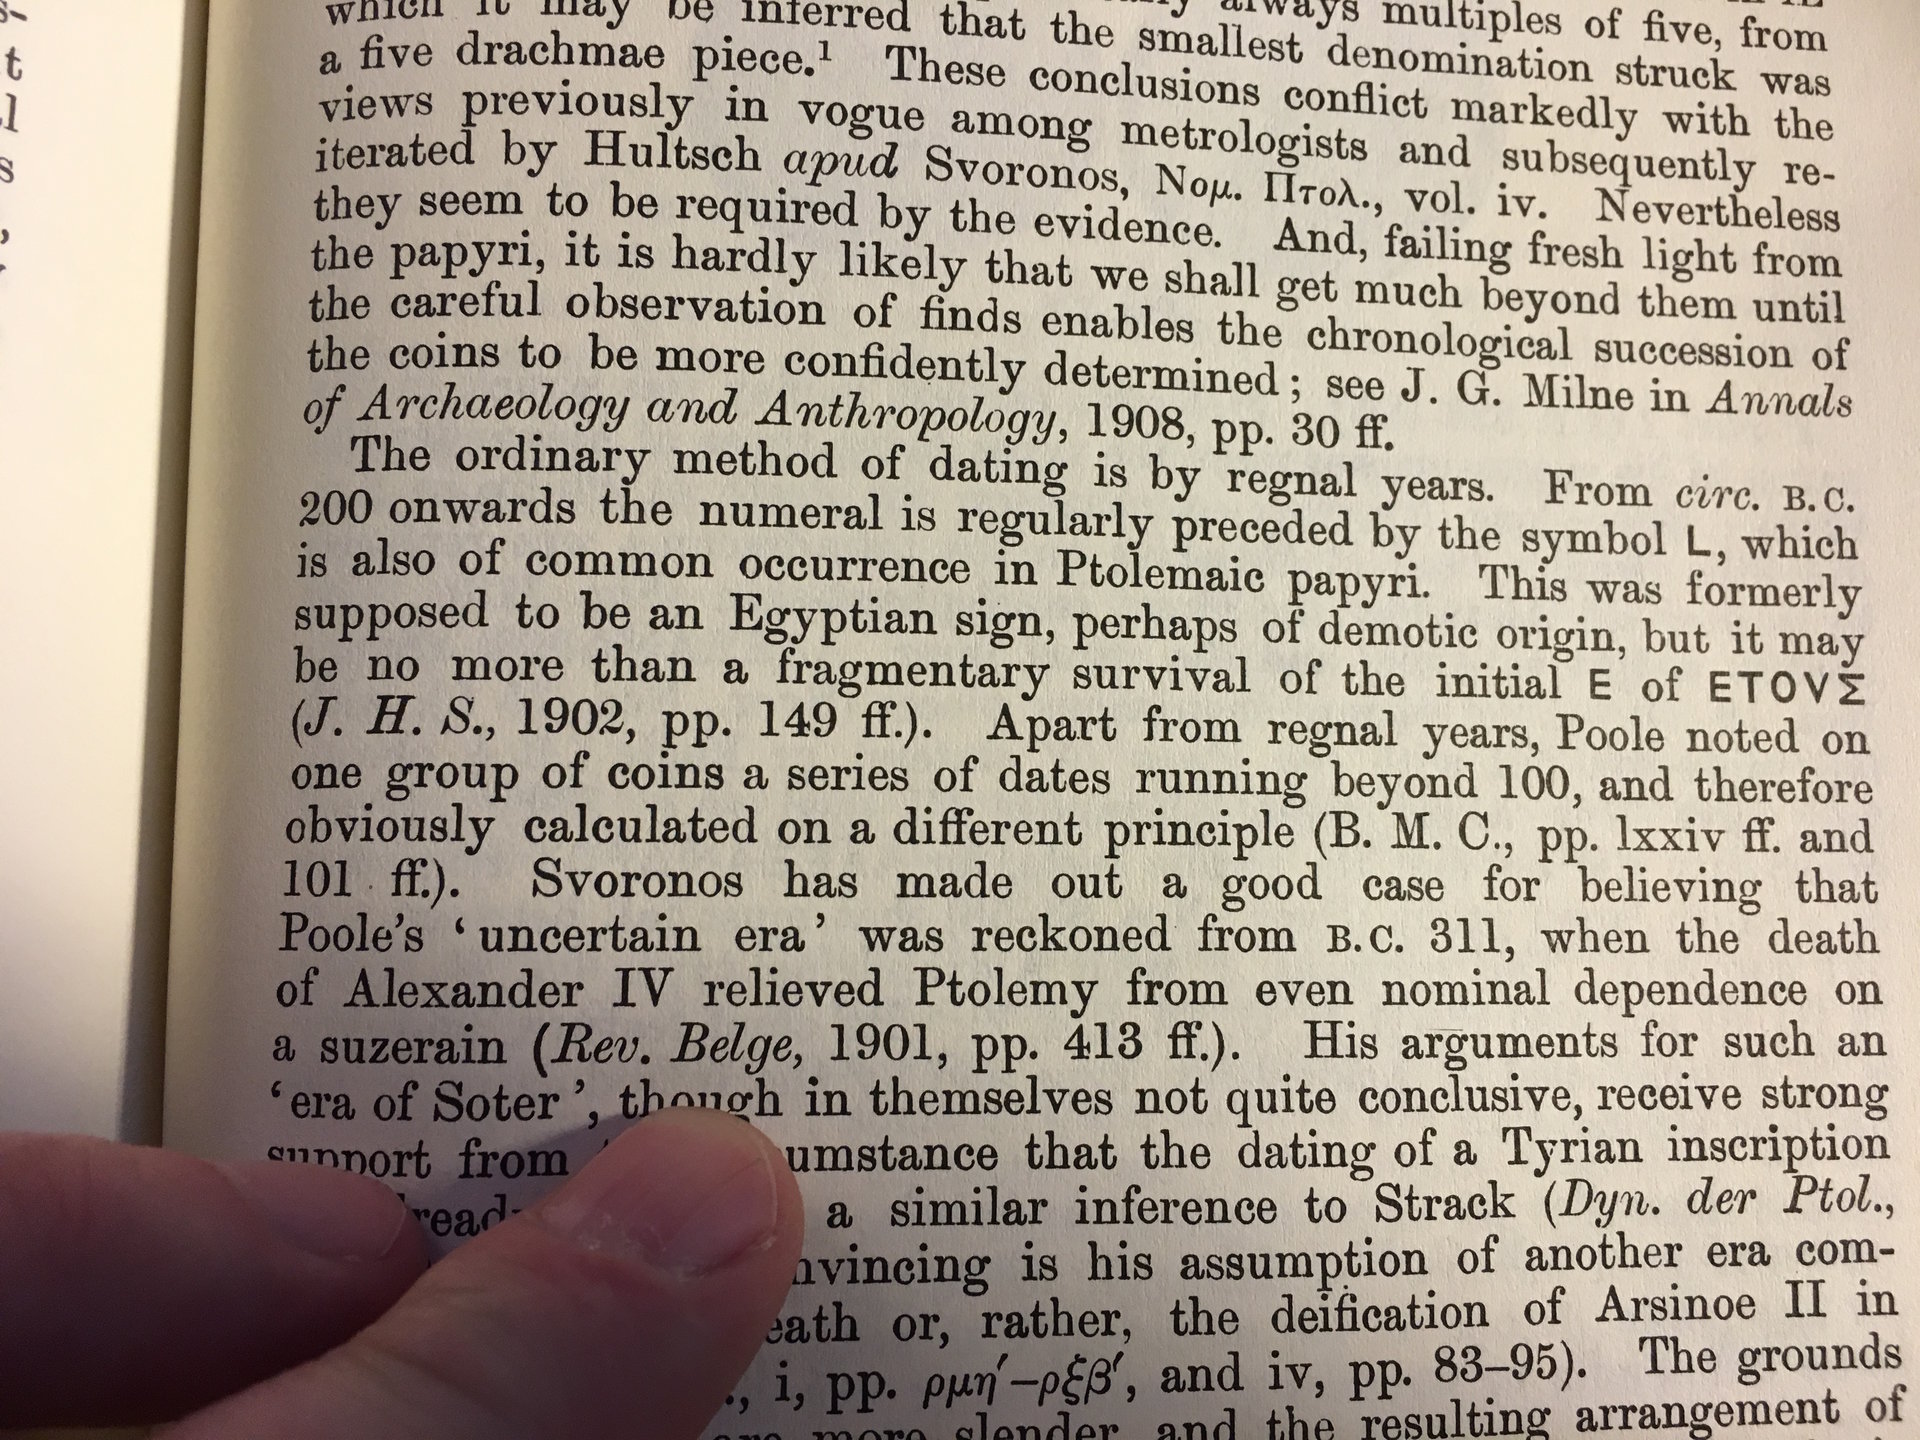 which it may be inferred that the smallest denomination struck was
always multiples of five, from
a five drachmae piece.¹ These conclusions conflict markedly with the
views previously in vogue among metrologists and subsequently re-
iterated by Hultsch apud Svoronos, Νομ. Πτολ., vol. iv. Nevertheless
they seem to be required by the evidence. And, failing fresh light from
the papyri, it is hardly likely that we shall get much beyond them until
the careful observation of finds enables the chronological succession of
the coins to be more confidently determined; see J. G. Milne in Annals
of Archaeology and Anthropology, 1908, pp. 30 ff.
The ordinary method of dating is by regnal years. From circ. B.C.
200 onwards the numeral is regularly preceded by the symbol L, which
is also of common occurrence in Ptolemaic papyri. This was formerly
supposed to be an Egyptian sign, perhaps of demotic origin, but it may
be no more than a fragmentary survival of the initial Ε of ΕΤΟVΣ
(J. H. S., 1902, pp. 149 ff.). Apart from regnal years, Poole noted on
one group of coins a series of dates running beyond 100, and therefore
obviously calculated on a different principle (B. M. C., pp. lxxiv ff. and
101 ff.). Svoronos has made out a good case for believing that
Poole's ‘uncertain era’ was reckoned from B.C. 311, when the death
of Alexander IV relieved Ptolemy from even nominal dependence on
a suzerain (Rev. Belge, 1901, pp. 413 ff.). His arguments for such an
‘era of Soter’, though in themselves not quite conclusive, receive strong
support from umstance that the dating of a Tyrian inscription
a similar inference to Strack (Dyn. der Ptol.,
nvincing is his assumption of another era com-
eath or, rather, the deification of Arsinoe II in
., i, pp. ρμη′–ρξβ′, and iv, pp. 83–95). The grounds
more slender and the resulting arrangement of